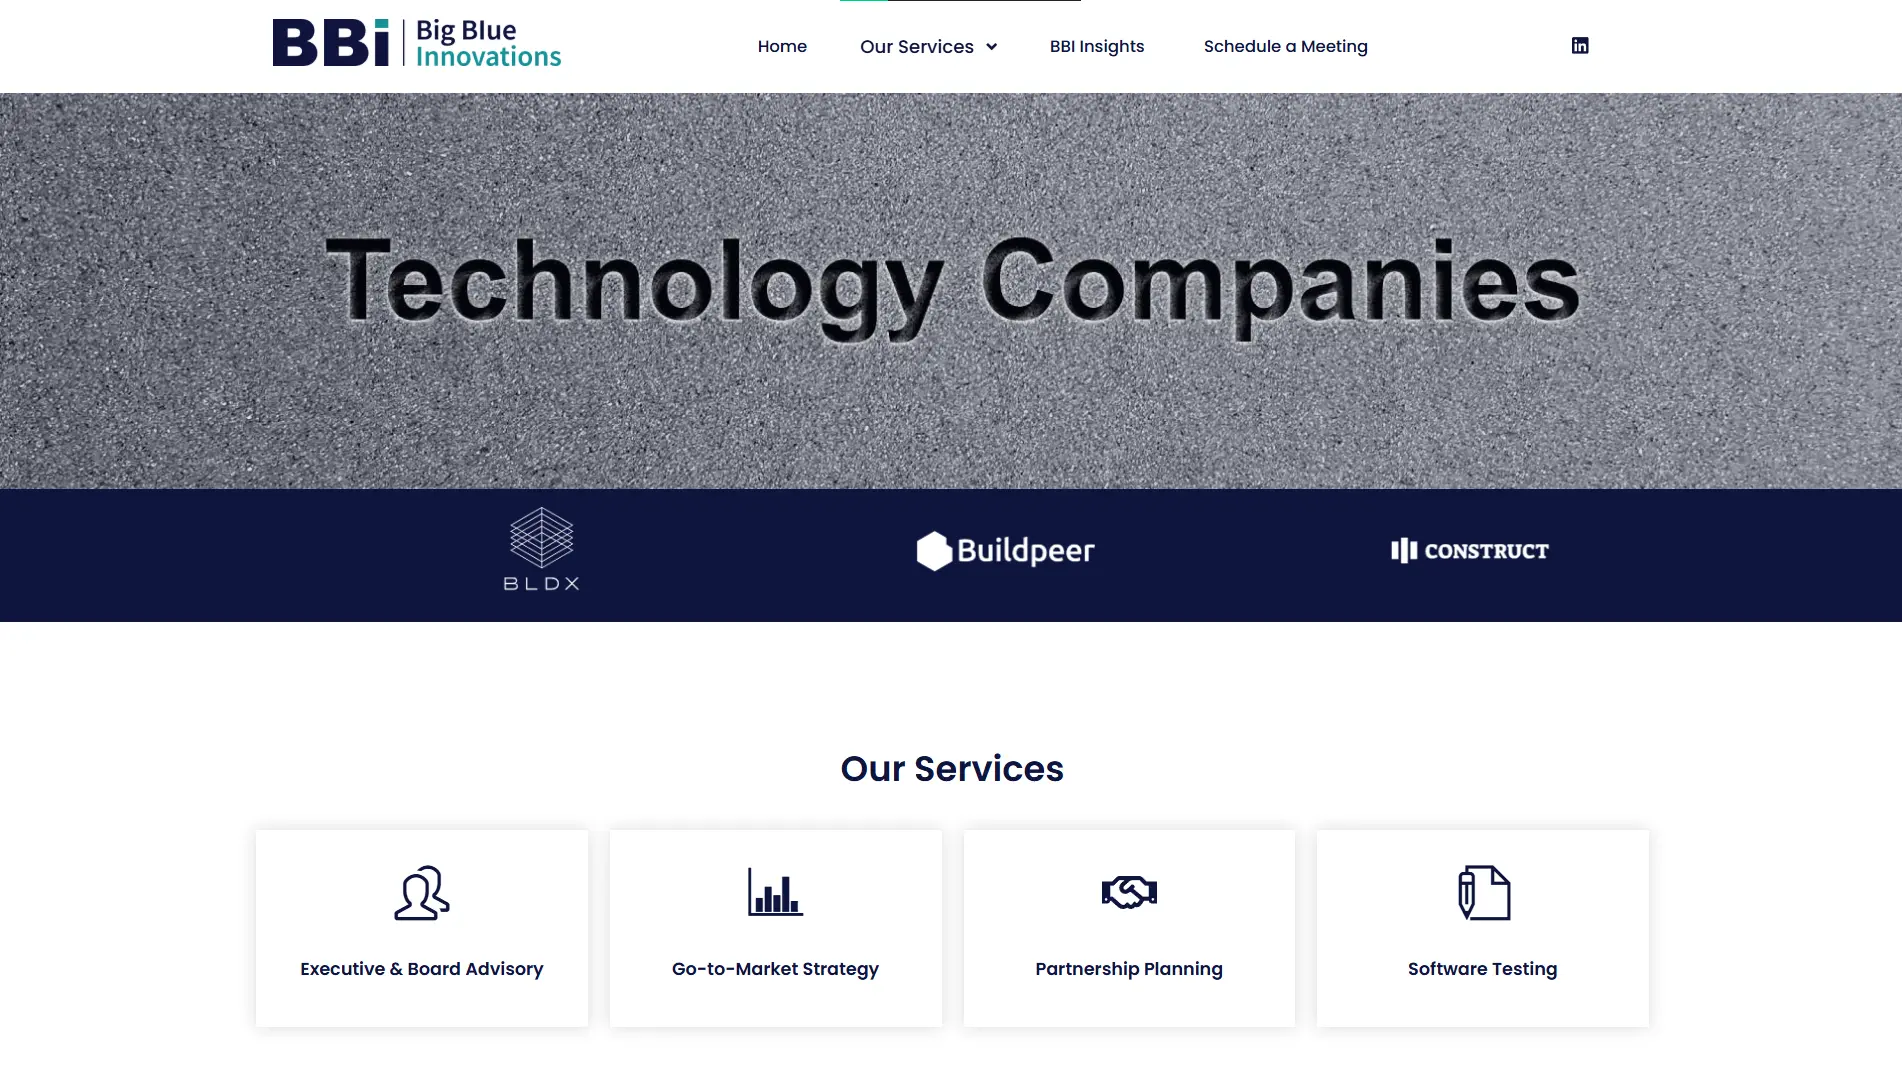 BBi Big Blue Innovations
Home
Our Services
BBI Insights
Schedule a Meeting
in
Technology Companies
BLDX
Buildpeer
CONSTRUCT
Our Services
Executive & Board Advisory
Go-to-Market Strategy
Partnership Planning
Software Testing